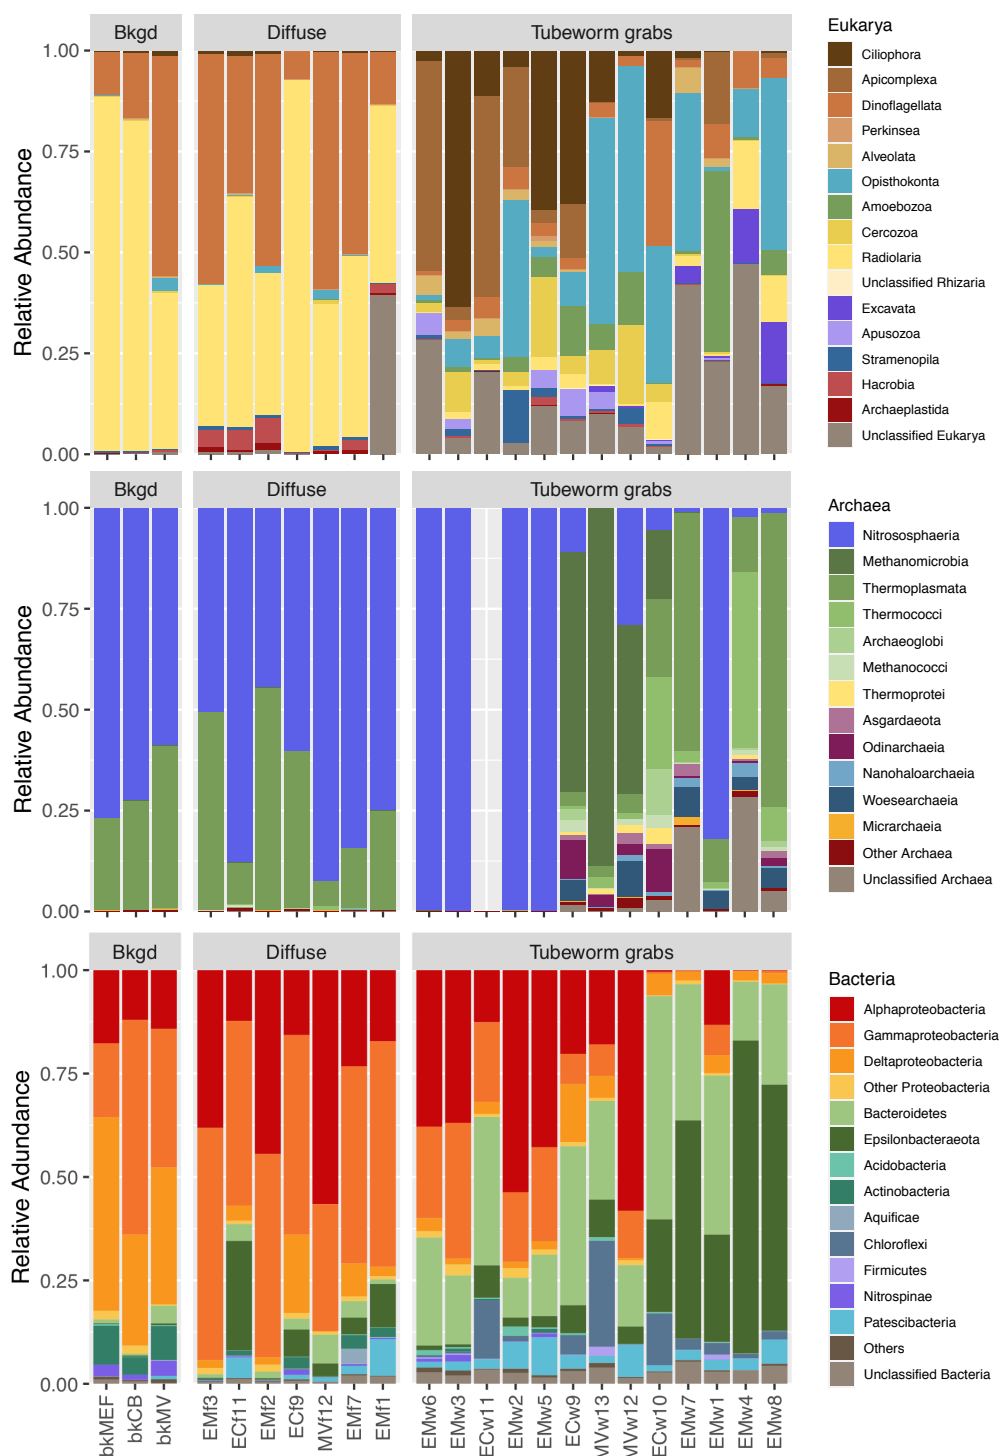 Bkgd Diffuse Tubeworm grabs
Relative Abundance
1.00
0.75
0.50
0.25
0.00
Eukarya
Ciliophora
Apicomplexa
Dinoflagellata
Perkinsea
Alveolata
Opisthokonta
Amoebozoa
Cercozoa
Radiolaria
Unclassified Rhizaria
Excavata
Apusozoa
Stramenopila
Hacrobia
Archaeplastida
Unclassified Eukarya
Bkgd Diffuse Tubeworm grabs
Relative Abundance
1.00
0.75
0.50
0.25
0.00
Archaea
Nitrososphaeria
Methanomicrobia
Thermoplasmata
Thermococci
Archaeoglobi
Methanococci
Thermoprotei
Asgardaeota
Odinarchaeia
Nanohaloarchaeia
Woesearchaeia
Micrarchaeia
Other Archaea
Unclassified Archaea
Bkgd Diffuse Tubeworm grabs
Relative Adundance
1.00
0.75
0.50
0.25
0.00
Bacteria
Alphaproteobacteria
Gammaproteobacteria
Deltaproteobacteria
Other Proteobacteria
Bacteroidetes
Epsilonbacteraeota
Acidobacteria
Actinobacteria
Aquificae
Chloroflexi
Firmicutes
Nitrospinae
Patescibacteria
Others
Unclassified Bacteria
bkMEF bkCB bkMV EMf3 ECf11 EMf2 ECf9 MVf12 EMf7 EMf1 EMw6 EMw3 ECw11 EMw2 EMw5 ECw9 MVw13 MVw12 ECw10 EMw7 EMw1 EMw4 EMw8